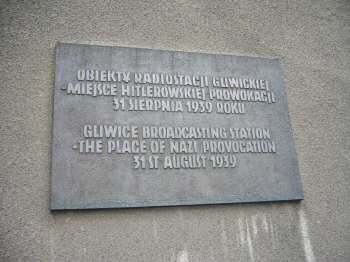 OBIEKTY RADIOSTACJI GLIWICKIEJ
-MIEJSCE HITLEROWSKIEJ PROWOKACJI
31 SIERPNIA 1939 ROKU
GLIWICE BROADCASTING STATION
-THE PLACE OF NAZI PROVOCATION
31 ST AUGUST 1939